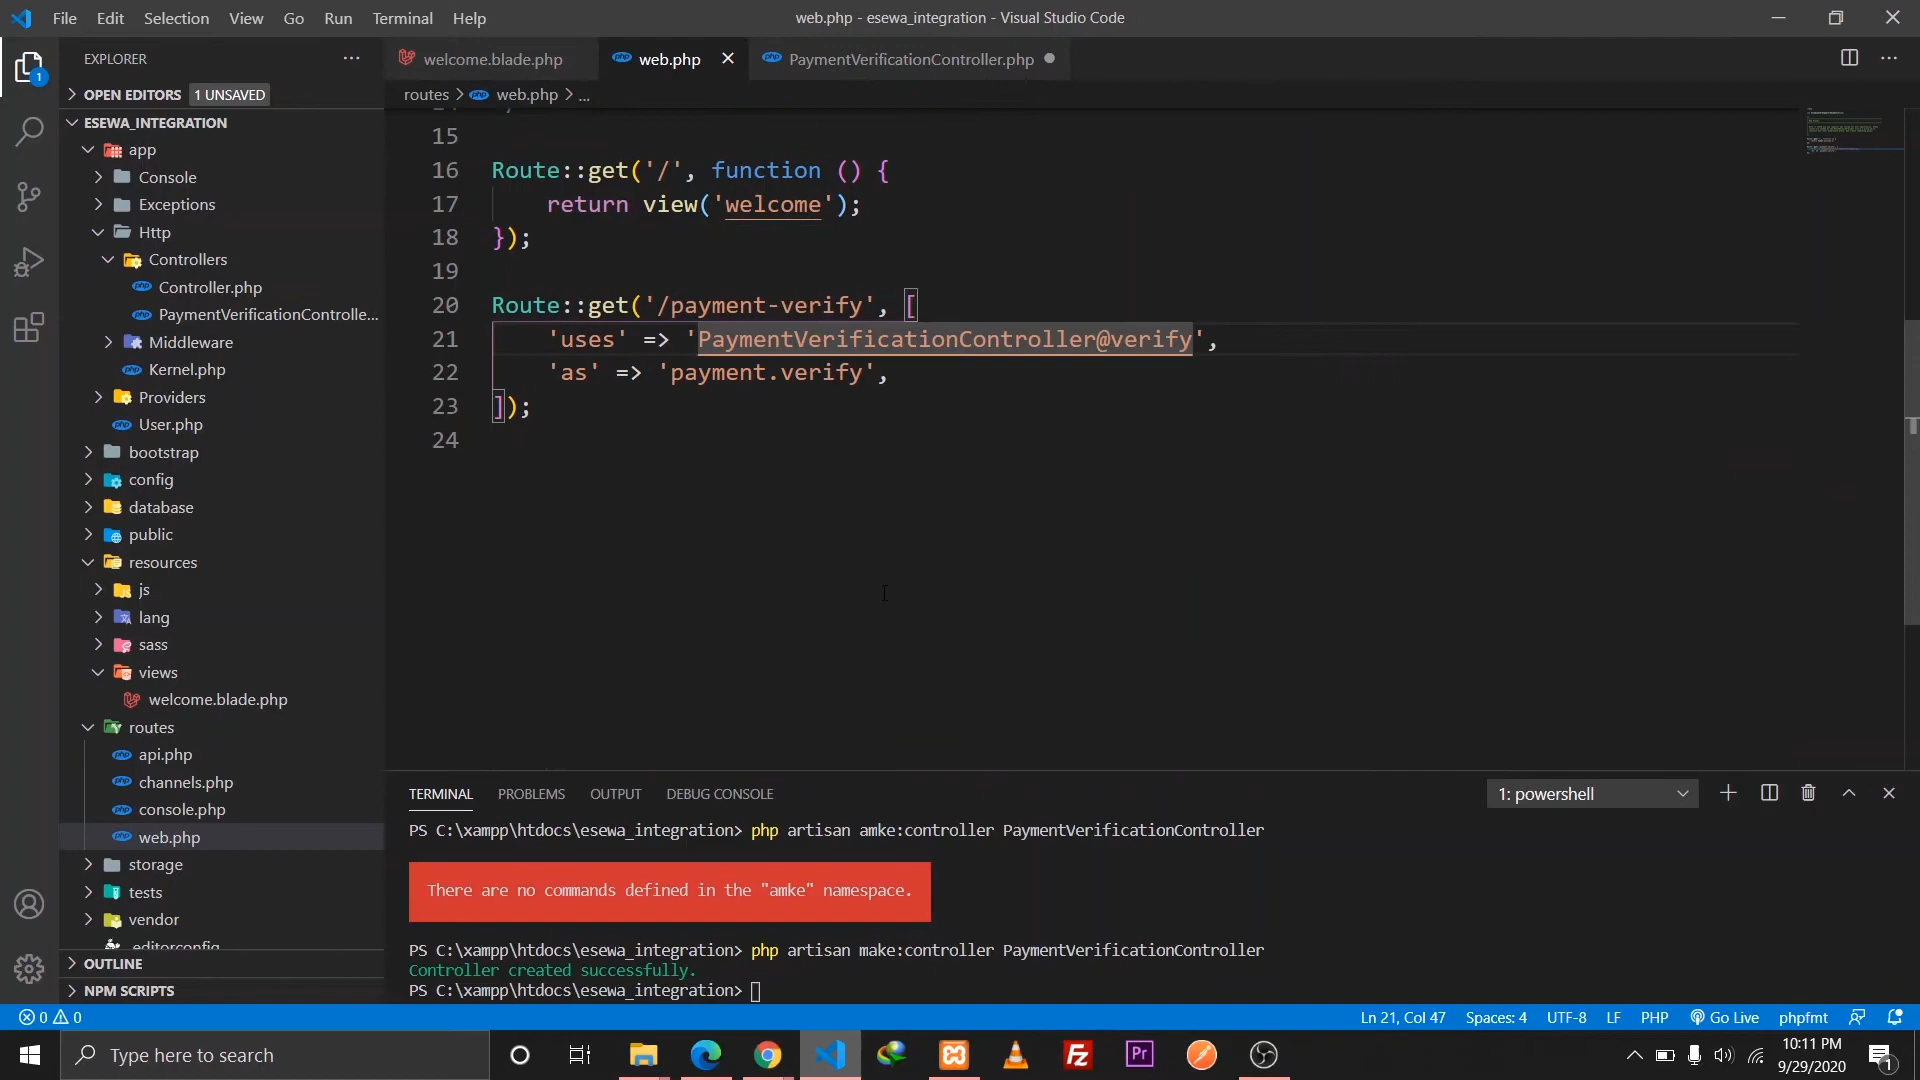 File Edit Selection View Go Run Terminal Help
web.php - esewa_integration - Visual Studio Code
EXPLORER
welcome.blade.php
web.php
PaymentVerificationController.php
OPEN EDITORS 1 UNSAVED
routes > web.php > ...
ESEWA_INTEGRATION
app
Console
Exceptions
Http
Controllers
Controller.php
PaymentVerificationControlle...
Middleware
Kernel.php
Providers
User.php
bootstrap
config
database
public
resources
js
lang
sass
views
welcome.blade.php
routes
api.php
channels.php
console.php
web.php
storage
tests
vendor
.editorconfig
OUTLINE
NPM SCRIPTS
15
16 Route::get('/', function () {
17 return view('welcome');
18 });
19
20 Route::get('/payment-verify', [
21 'uses' => 'PaymentVerificationController@verify',
22 'as' => 'payment.verify',
23 ]);
24
TERMINAL PROBLEMS OUTPUT DEBUG CONSOLE
1: powershell
PS C:\xampp\htdocs\esewa_integration> php artisan amke:controller PaymentVerificationController
There are no commands defined in the "amke" namespace.
PS C:\xampp\htdocs\esewa_integration> php artisan make:controller PaymentVerificationController
Controller created successfully.
PS C:\xampp\htdocs\esewa_integration>
0 0
Ln 21, Col 47 Spaces: 4 UTF-8 LF PHP Go Live phpfmt
Type here to search
10:11 PM
9/29/2020